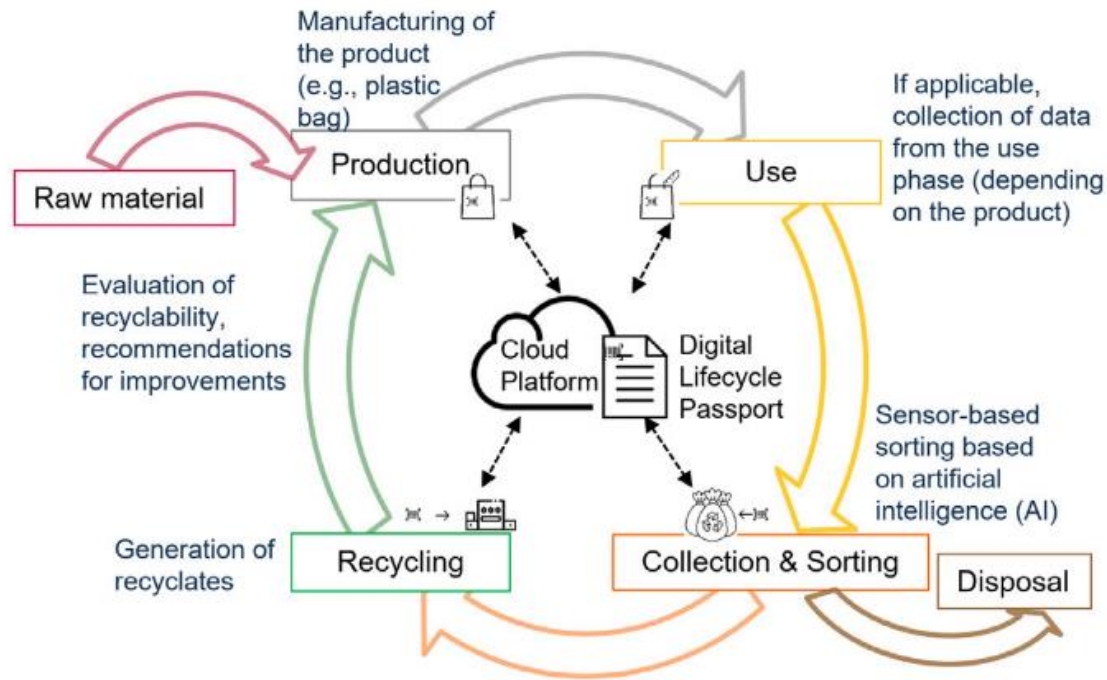 Manufacturing of
the product
(e.g., plastic
bag)
Production
Raw material
Use
If applicable,
collection of data
from the use
phase (depending
on the product)
Evaluation of
recyclability,
recommendations
for improvements
Cloud
Platform
Digital
Lifecycle
Passport
Sensor-based
sorting based
on artificial
intelligence (AI)
Generation of
recyclates
Recycling
Collection & Sorting
Disposal